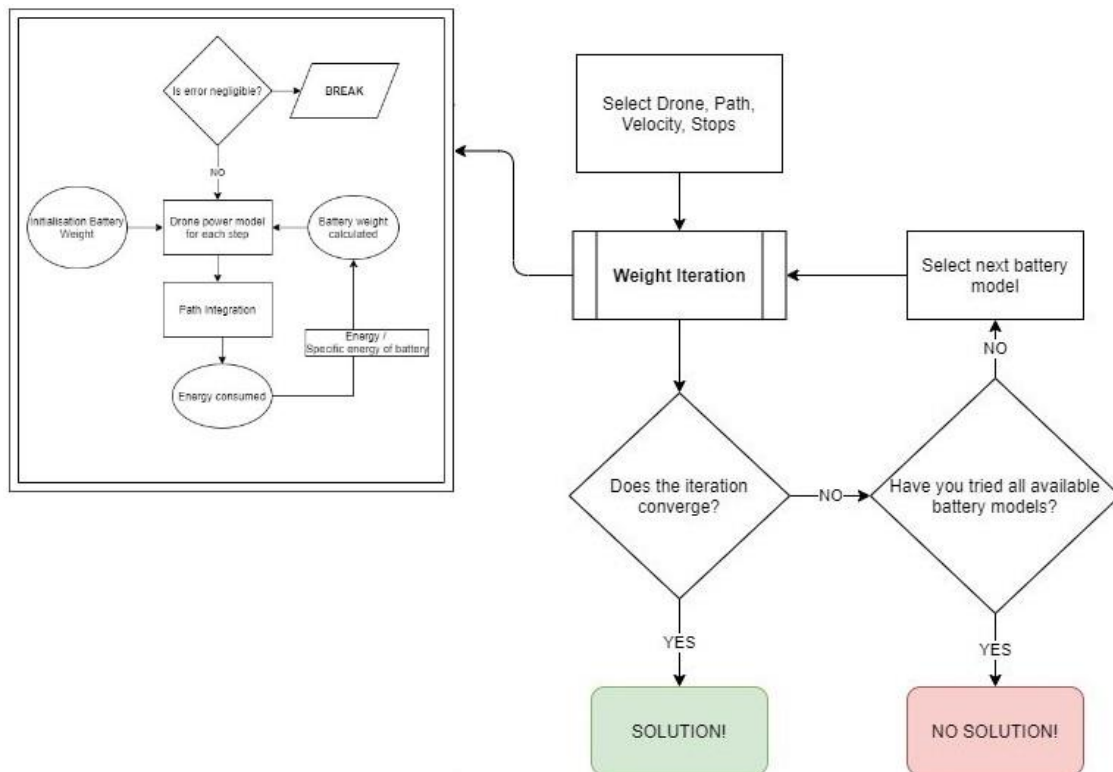 Is error negligible?
BREAK
NO
Initialisation Battery
Weight
Drone power model
for each step
Battery weight
calculated
Path Integration
Energy /
Specific energy of battery
Energy consumed
Select Drone, Path,
Velocity, Stops
Weight Iteration
Select next battery
model
NO
Does the iteration
converge?
NO
Have you tried all available
battery models?
YES
YES
SOLUTION!
NO SOLUTION!